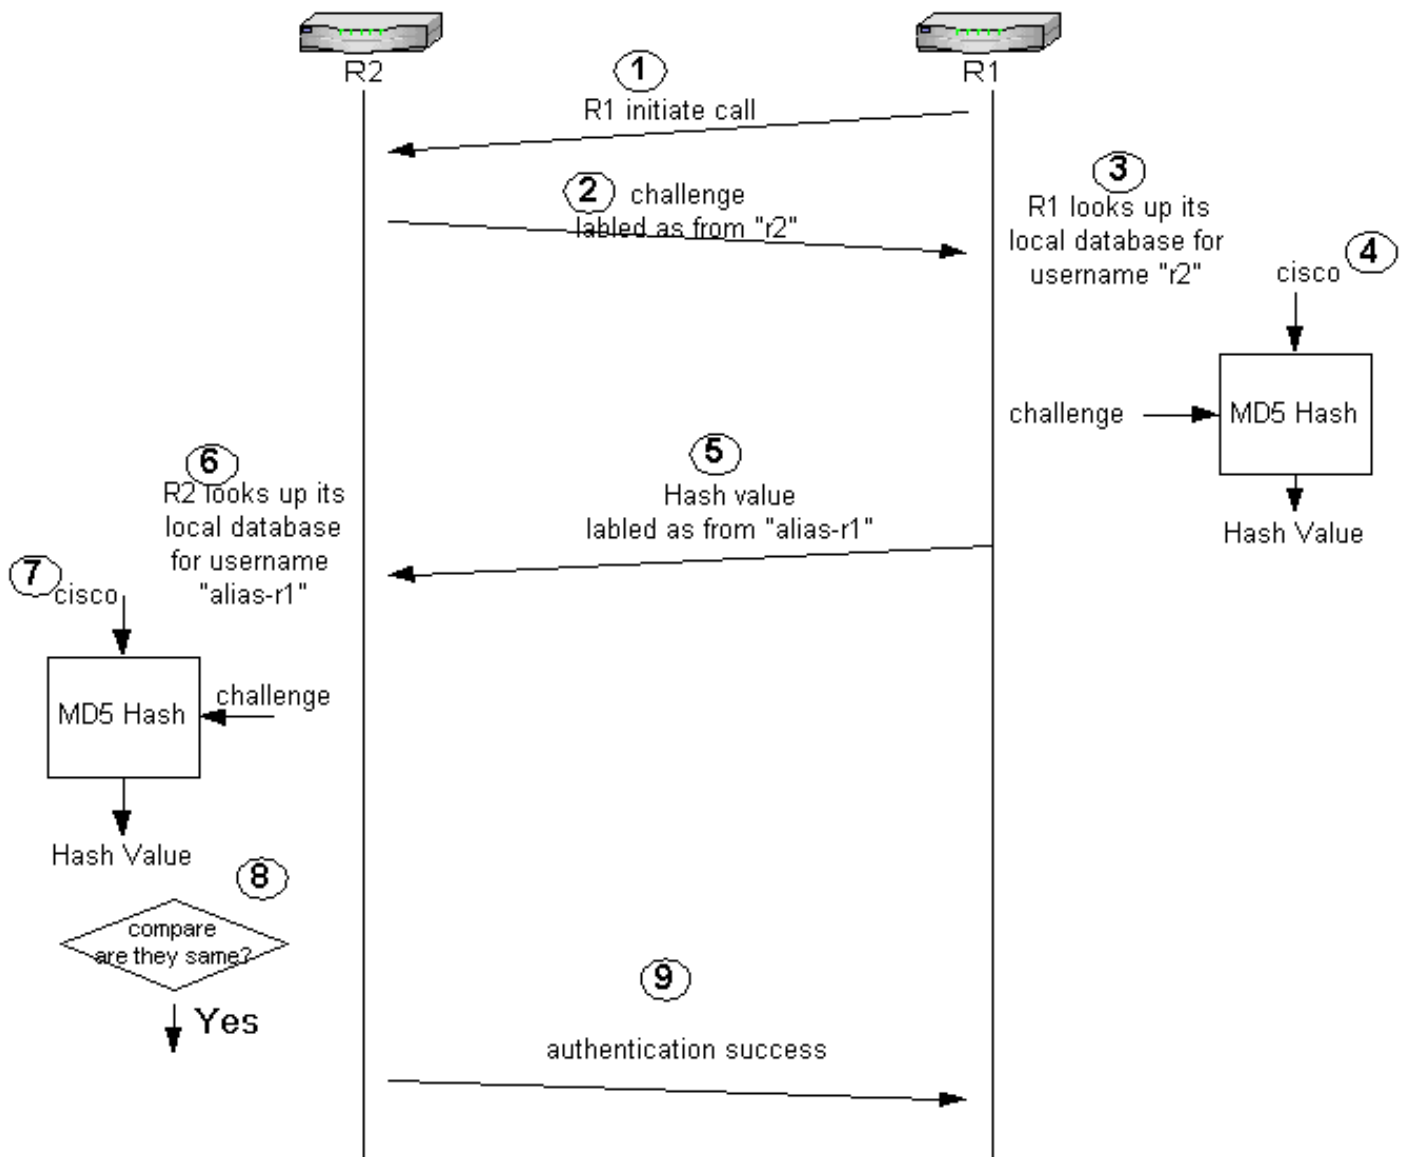 R2
R1
1
R1 initiate call
2
challenge
labled as from "r2"
3
R1 looks up its
local database for
username "r2"
4
cisco
challenge
MD5 Hash
Hash Value
5
Hash value
labled as from "alias-r1"
6
R2 looks up its
local database
for username
"alias-r1"
7
cisco
MD5 Hash
challenge
Hash Value
8
compare
are they same?
Yes
9
authentication success